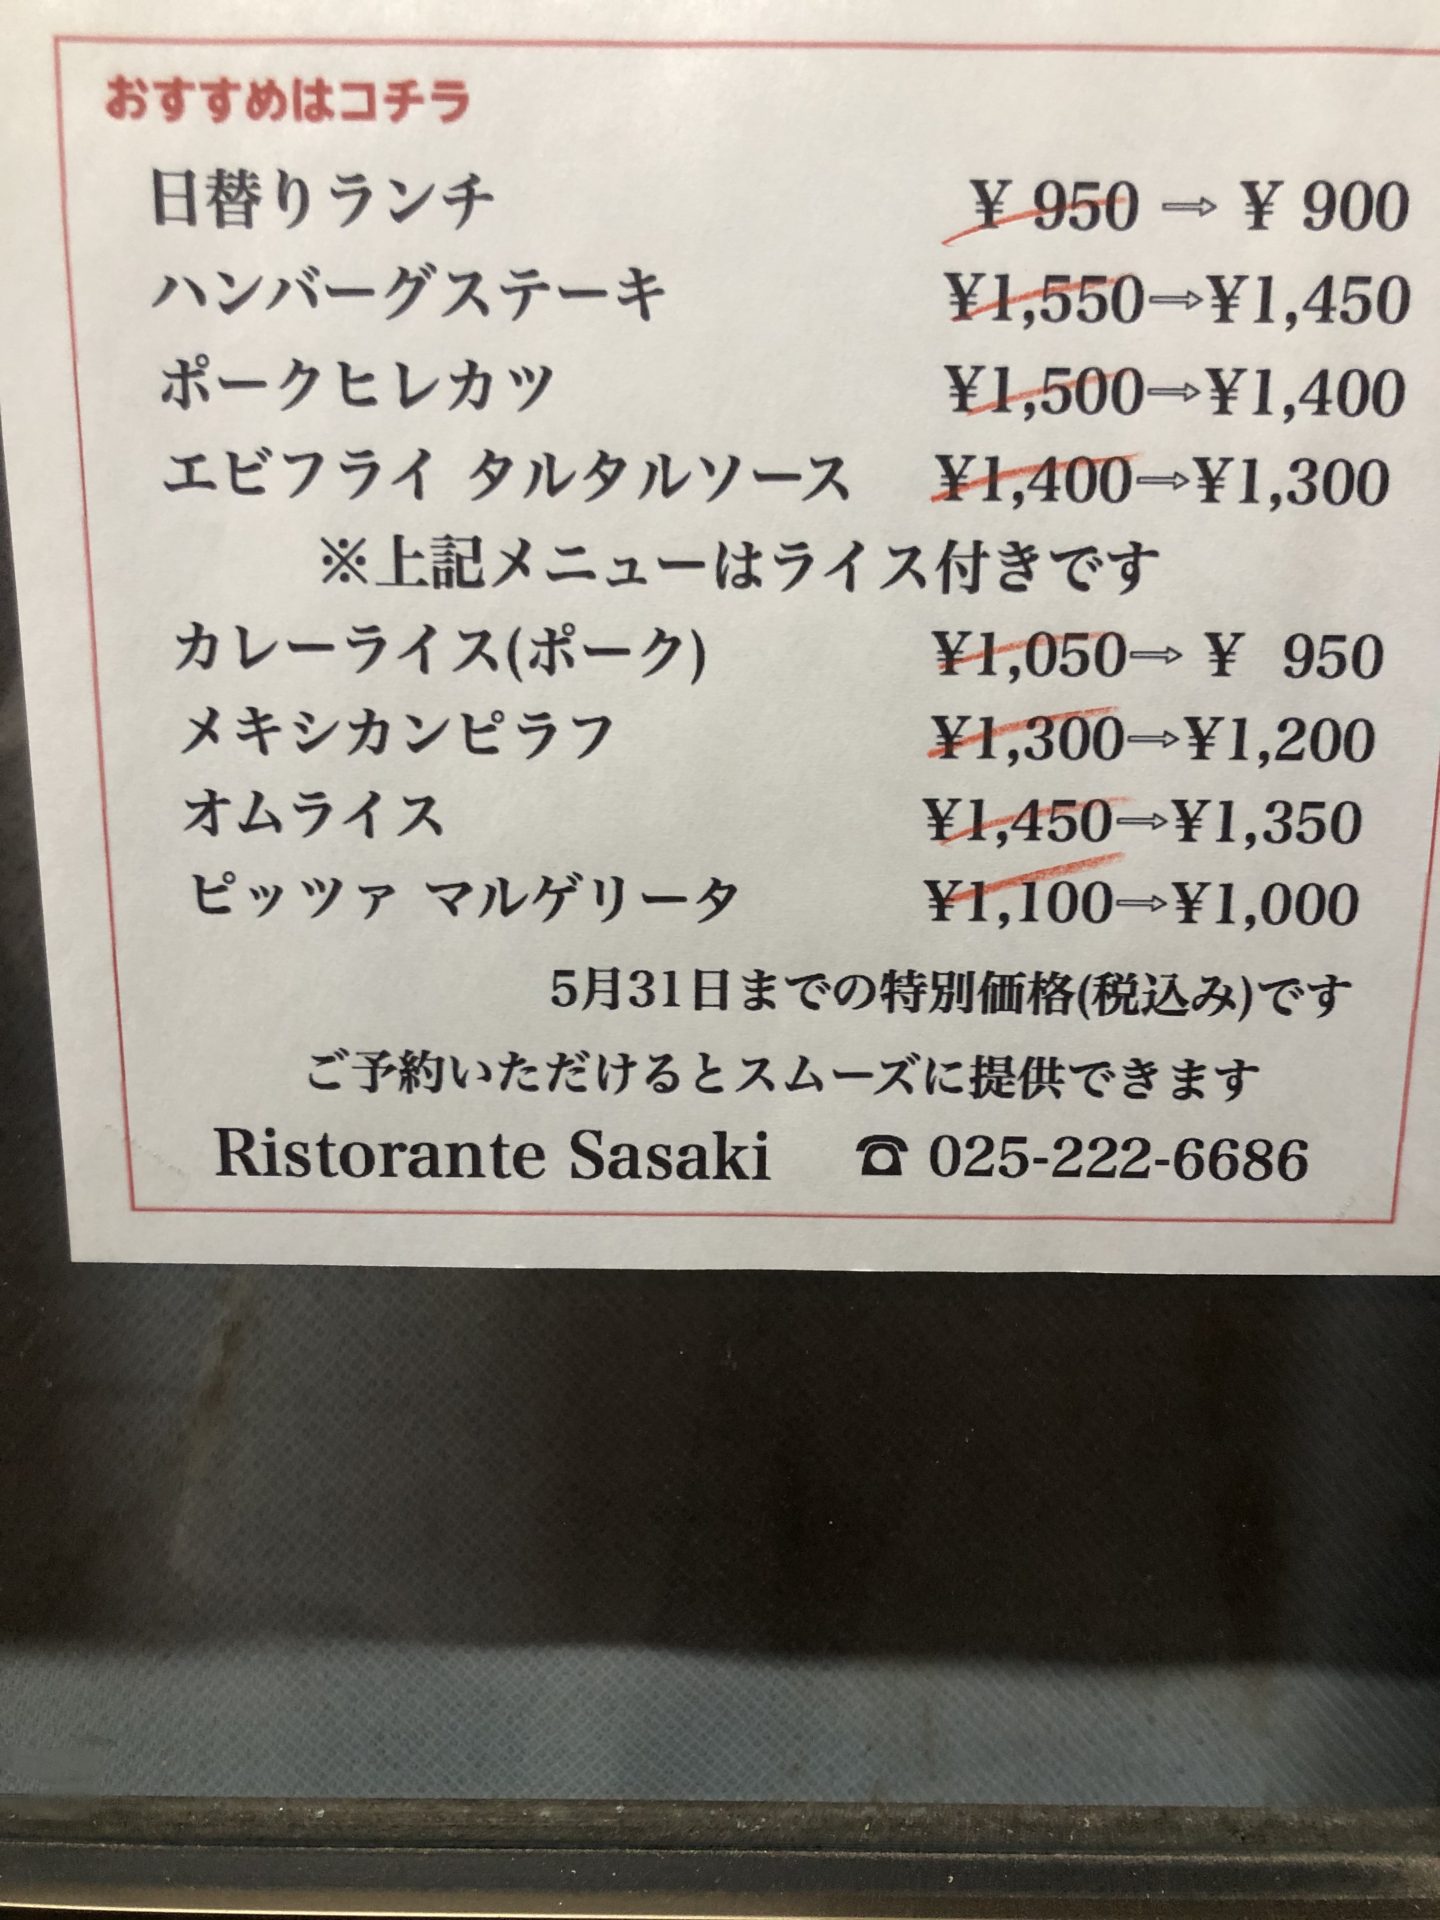 おすすめはコチラ
日替りランチ ¥ 950 ⇒ ¥ 900
ハンバーグステーキ ¥1,550⇒¥1,450
ポークヒレカツ ¥1,500⇒¥1,400
エビフライ タルタルソース ¥1,400⇒¥1,300
※上記メニューはライス付きです
カレーライス(ポーク) ¥1,050⇒ ¥ 950
メキシカンピラフ ¥1,300⇒¥1,200
オムライス ¥1,450⇒¥1,350
ピッツァ マルゲリータ ¥1,100⇒¥1,000
5月31日までの特別価格(税込み)です
ご予約いただけるとスムーズに提供できます
Ristorante Sasaki ☎ 025-222-6686